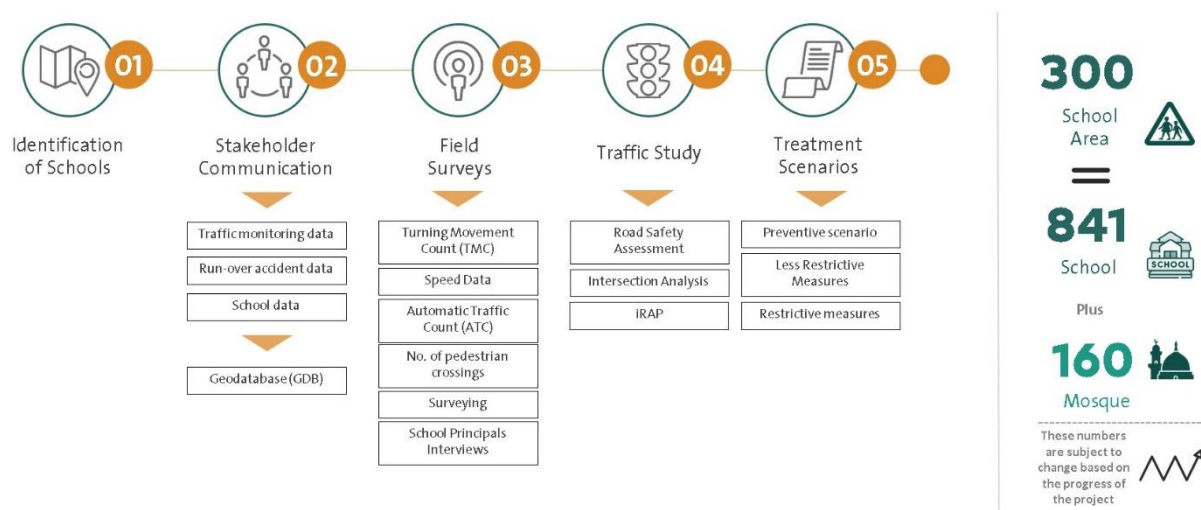 01
Identification
of Schools
02
Stakeholder
Communication
Traffic monitoring data
Run-over accident data
School data
Geodatabase (GDB)
03
Field
Surveys
Turning Movement
Count (TMC)
Speed Data
Automatic Traffic
Count (ATC)
No. of pedestrian
crossings
Surveying
School Principals
Interviews
04
Traffic Study
Road Safety
Assessment
Intersection Analysis
iRAP
05
Treatment
Scenarios
Preventive scenario
Less Restrictive
Measures
Restrictive measures
300
School
Area
=
841
School
SCHOOL
Plus
160
Mosque
These numbers
are subject to
change based on
the progress of
the project